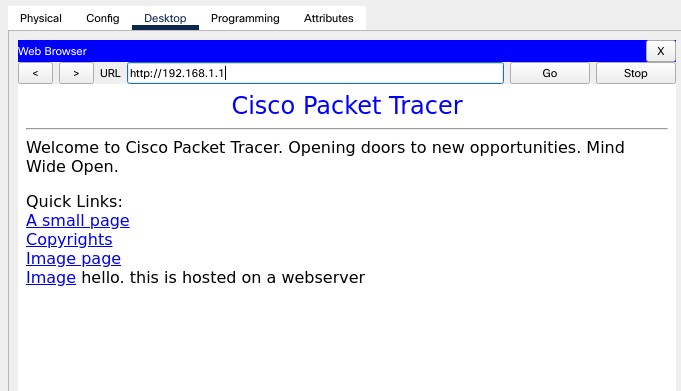 Physical Config Desktop Programming Attributes
Web Browser X
< > URL http://192.168.1.1 Go Stop
Cisco Packet Tracer
Welcome to Cisco Packet Tracer. Opening doors to new opportunities. Mind
Wide Open.
Quick Links:
A small page
Copyrights
Image page
Image hello. this is hosted on a webserver